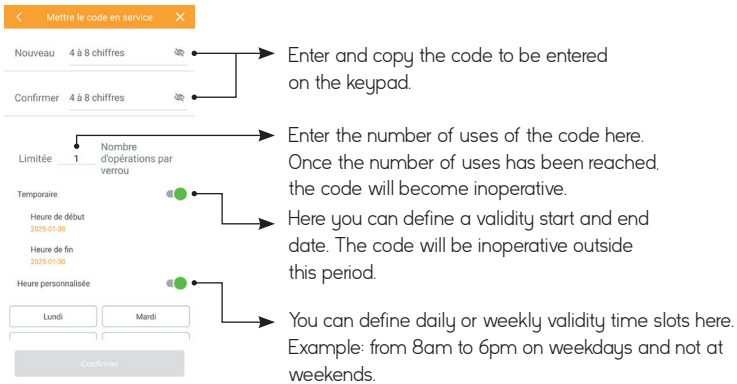 Mettre le code en service
Nouveau 4 à 8 chiffres
Confirmer 4 à 8 chiffres
Limitée 1 Nombre
d'opérations par
verrou
Temporaire
Heure de début
2025-01-30
Heure de fin
2025-01-30
Heure personnalisée
Lundi Mardi
Confirmer
Enter and copy the code to be entered
on the keypad.
Enter the number of uses of the code here.
Once the number of uses has been reached,
the code will become inoperative.
Here you can define a validity start and end
date. The code will be inoperative outside
this period.
You can define daily or weekly validity time slots here.
Example: from 8am to 6pm on weekdays and not at
weekends.